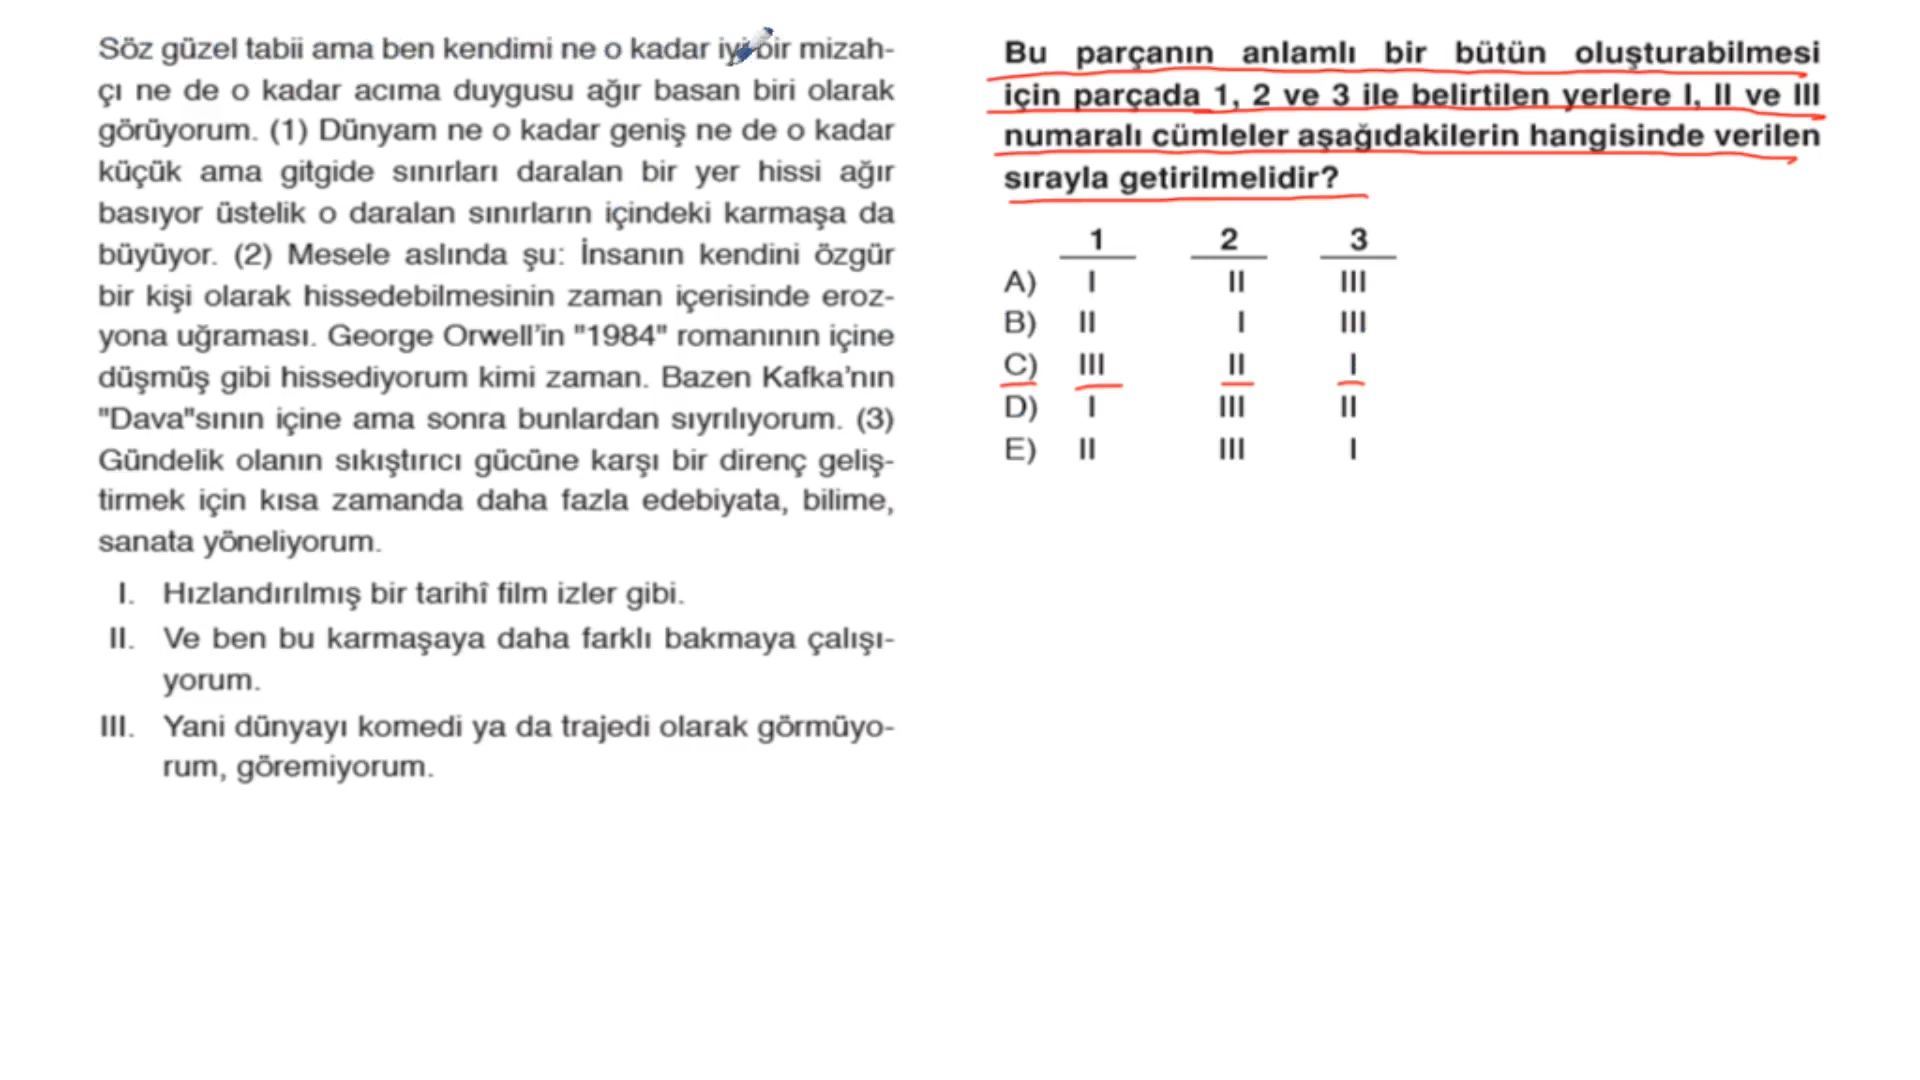 Söz güzel tabii ama ben kendimi ne o kadar iyi bir mizah-
çı ne de o kadar acıma duygusu ağır basan biri olarak
görüyorum. (1) Dünyam ne o kadar geniş ne de o kadar
küçük ama gitgide sınırları daralan bir yer hissi ağır
basıyor üstelik o daralan sınırların içindeki karmaşa da
büyüyor. (2) Mesele aslında şu: İnsanın kendini özgür
bir kişi olarak hissedebilmesinin zaman içerisinde eroz-
yona uğraması. George Orwell’in "1984" romanının içine
düşmüş gibi hissediyorum kimi zaman. Bazen Kafka’nın
"Dava"sının içine ama sonra bunlardan sıyrılıyorum. (3)
Gündelik olanın sıkıştırıcı gücüne karşı bir direnç geliş-
tirmek için kısa zamanda daha fazla edebiyata, bilime,
sanata yöneliyorum.
I. Hızlandırılmış bir tarihî film izler gibi.
II. Ve ben bu karmaşaya daha farklı bakmaya çalışı-
yorum.
III. Yani dünyayı komedi ya da trajedi olarak görmüyo-
rum, göremiyorum.
Bu parçanın anlamlı bir bütün oluşturabilmesi
için parçada 1, 2 ve 3 ile belirtilen yerlere I, II ve III
numaralı cümleler aşağıdakilerin hangisinde verilen
sırayla getirilmelidir?
1 2 3
A) I II III
B) II I III
C) III II I
D) I III II
E) II III I